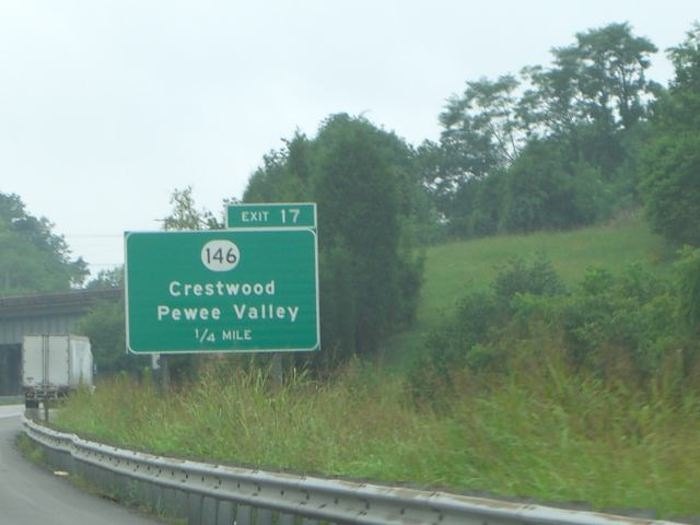 EXIT 17
146
Crestwood
Pewee Valley
1/4 MILE